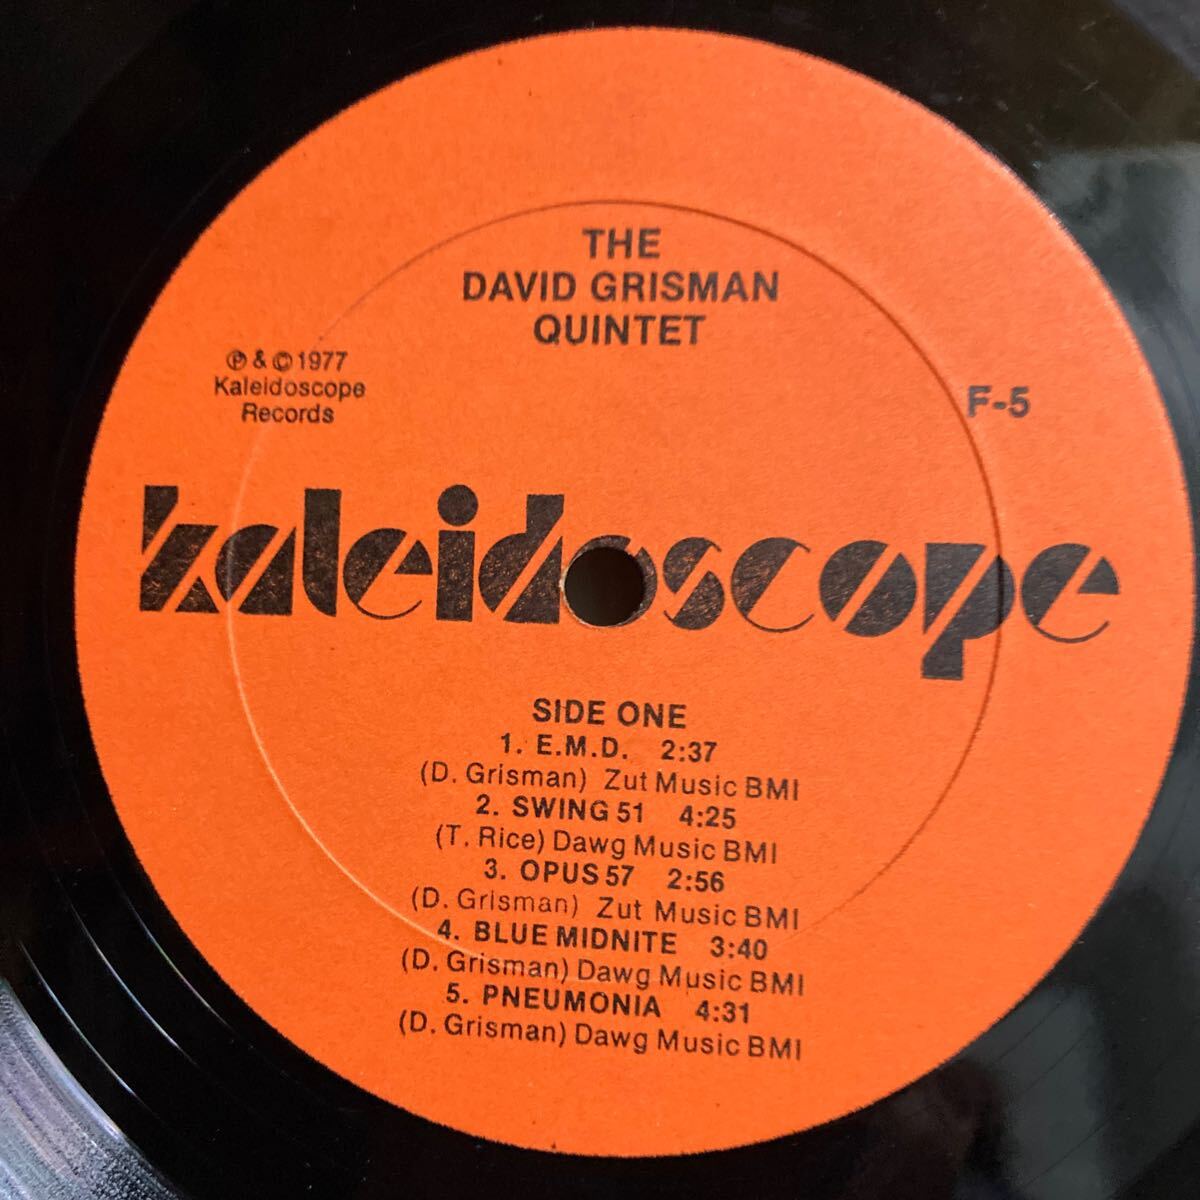 THE
DAVID GRISMAN
QUINTET
℗ & © 1977
Kaleidoscope
Records
F-5
kaleidoscope
SIDE ONE
1. E.M.D. 2:37
(D. Grisman) Zut Music BMI
2. SWING 51 4:25
(T. Rice) Dawg Music BMI
3. OPUS 57 2:56
(D. Grisman) Zut Music BMI
4. BLUE MIDNITE 3:40
(D. Grisman) Dawg Music BMI
5. PNEUMONIA 4:31
(D. Grisman) Dawg Music BMI